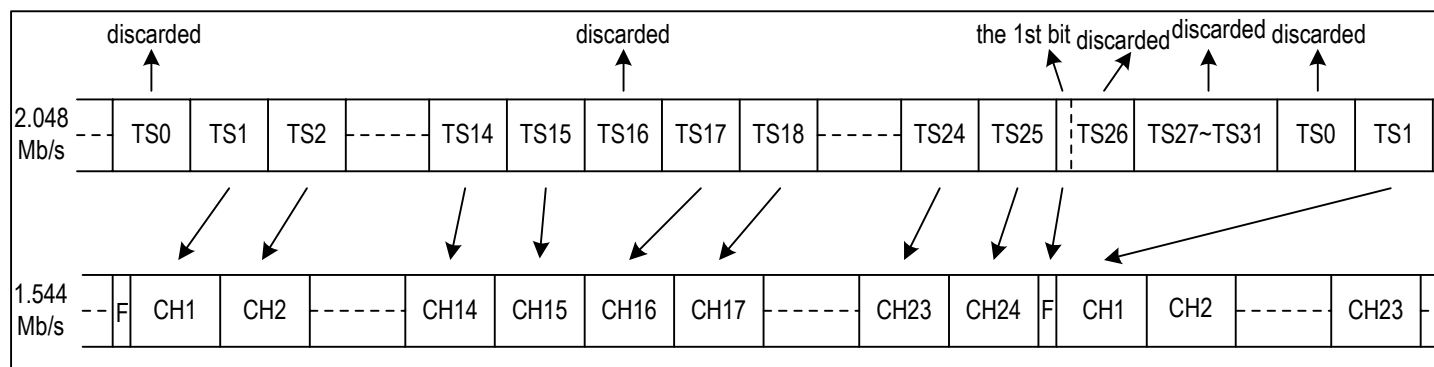 discarded discarded the 1st bit discarded discarded discarded
2.048
Mb/s
TS0 TS1 TS2 TS14 TS15 TS16 TS17 TS18 TS24 TS25 TS26 TS27~TS31 TS0 TS1
1.544
Mb/s
F CH1 CH2 CH14 CH15 CH16 CH17 CH23 CH24 F CH1 CH2 CH23